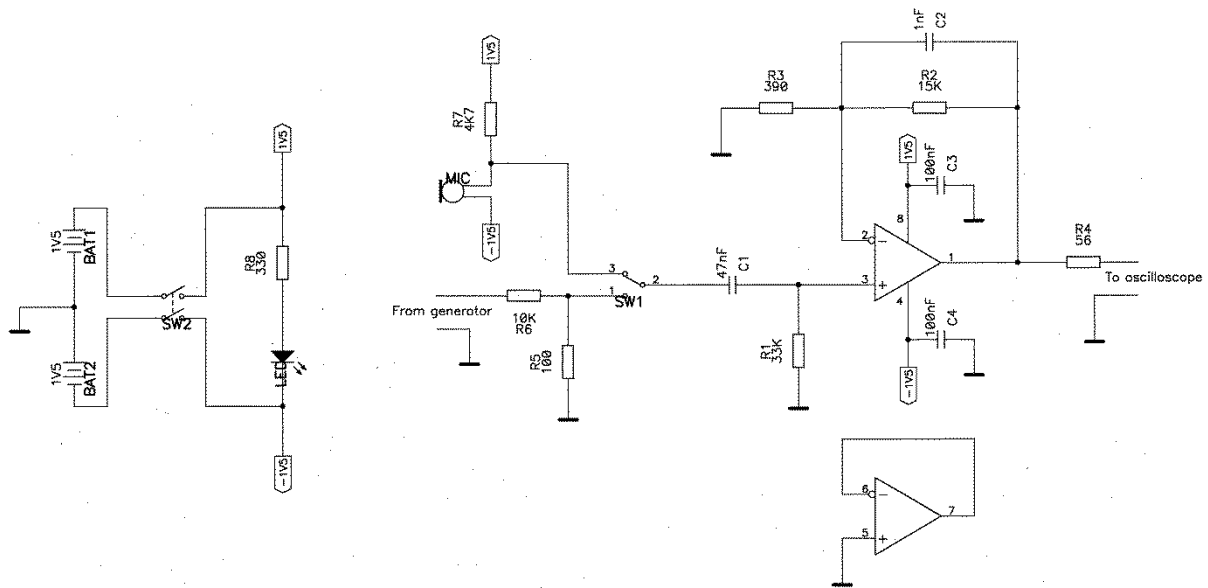 1nF
C2
R3
390
R2
15K
1V5
R7
4K7
MIC
-1V5
1V5
100nF
C3
8
2
-
3
+
1
4
R4
56
To oscilloscope
100nF
C4
-1V5
47nF
C1
R1
33K
3
2
1
SW1
From generator
10K
R6
R5
100
1V5
R8
330
LED
-1V5
1V5
BAT1
SW2
1V5
BAT2
6
-
5
+
7